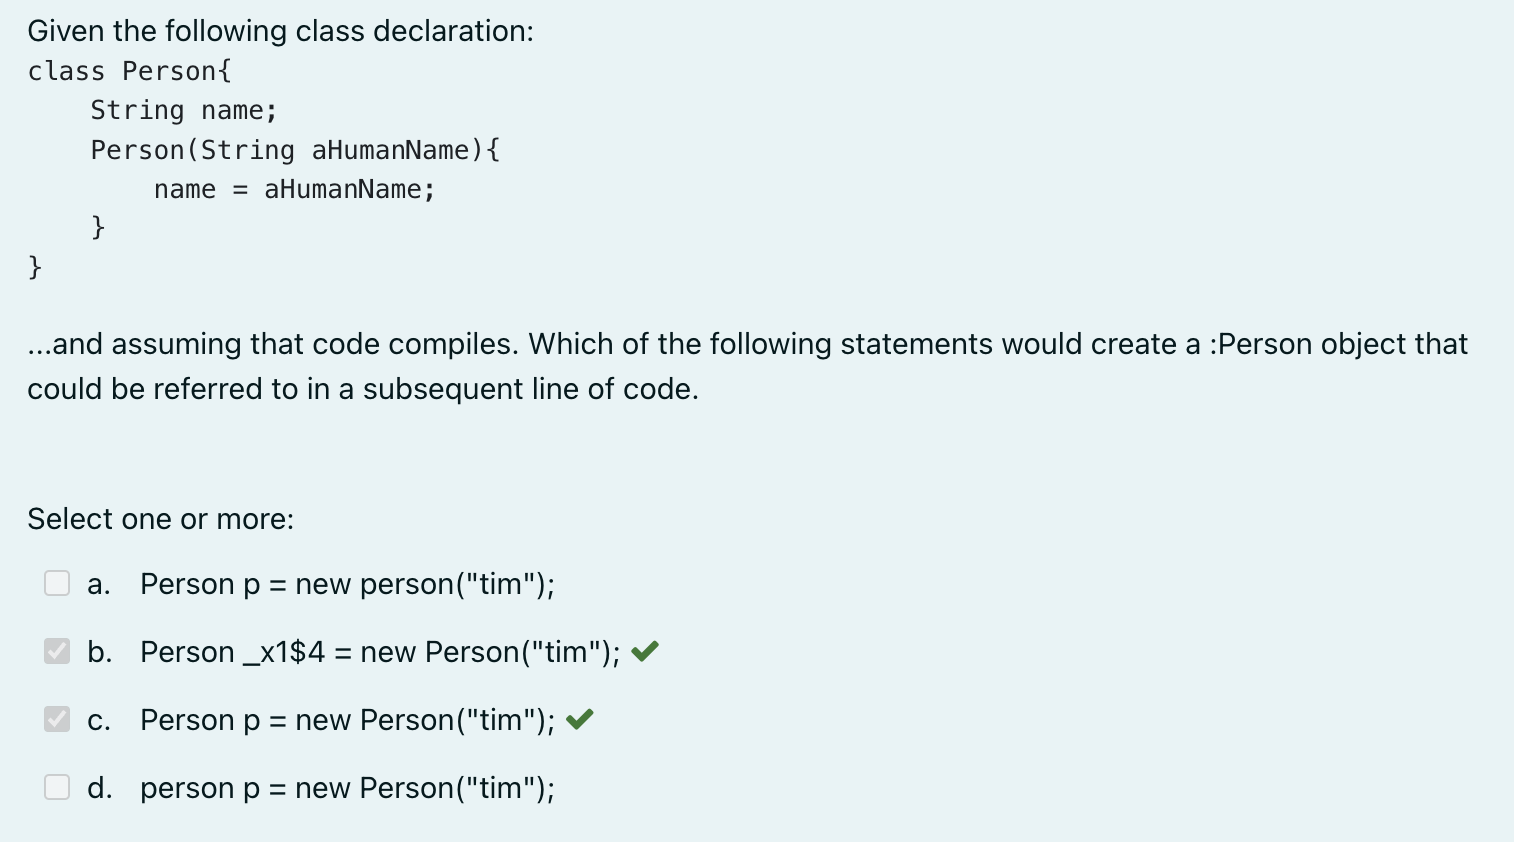 Given the following class declaration:
class Person{
    String name;
    Person(String aHumanName){
        name = aHumanName;
    }
}
...and assuming that code compiles. Which of the following statements would create a :Person object that
could be referred to in a subsequent line of code.
Select one or more:
a. Person p = new person("tim");
b. Person _x1$4 = new Person("tim");
c. Person p = new Person("tim");
d. person p = new Person("tim");